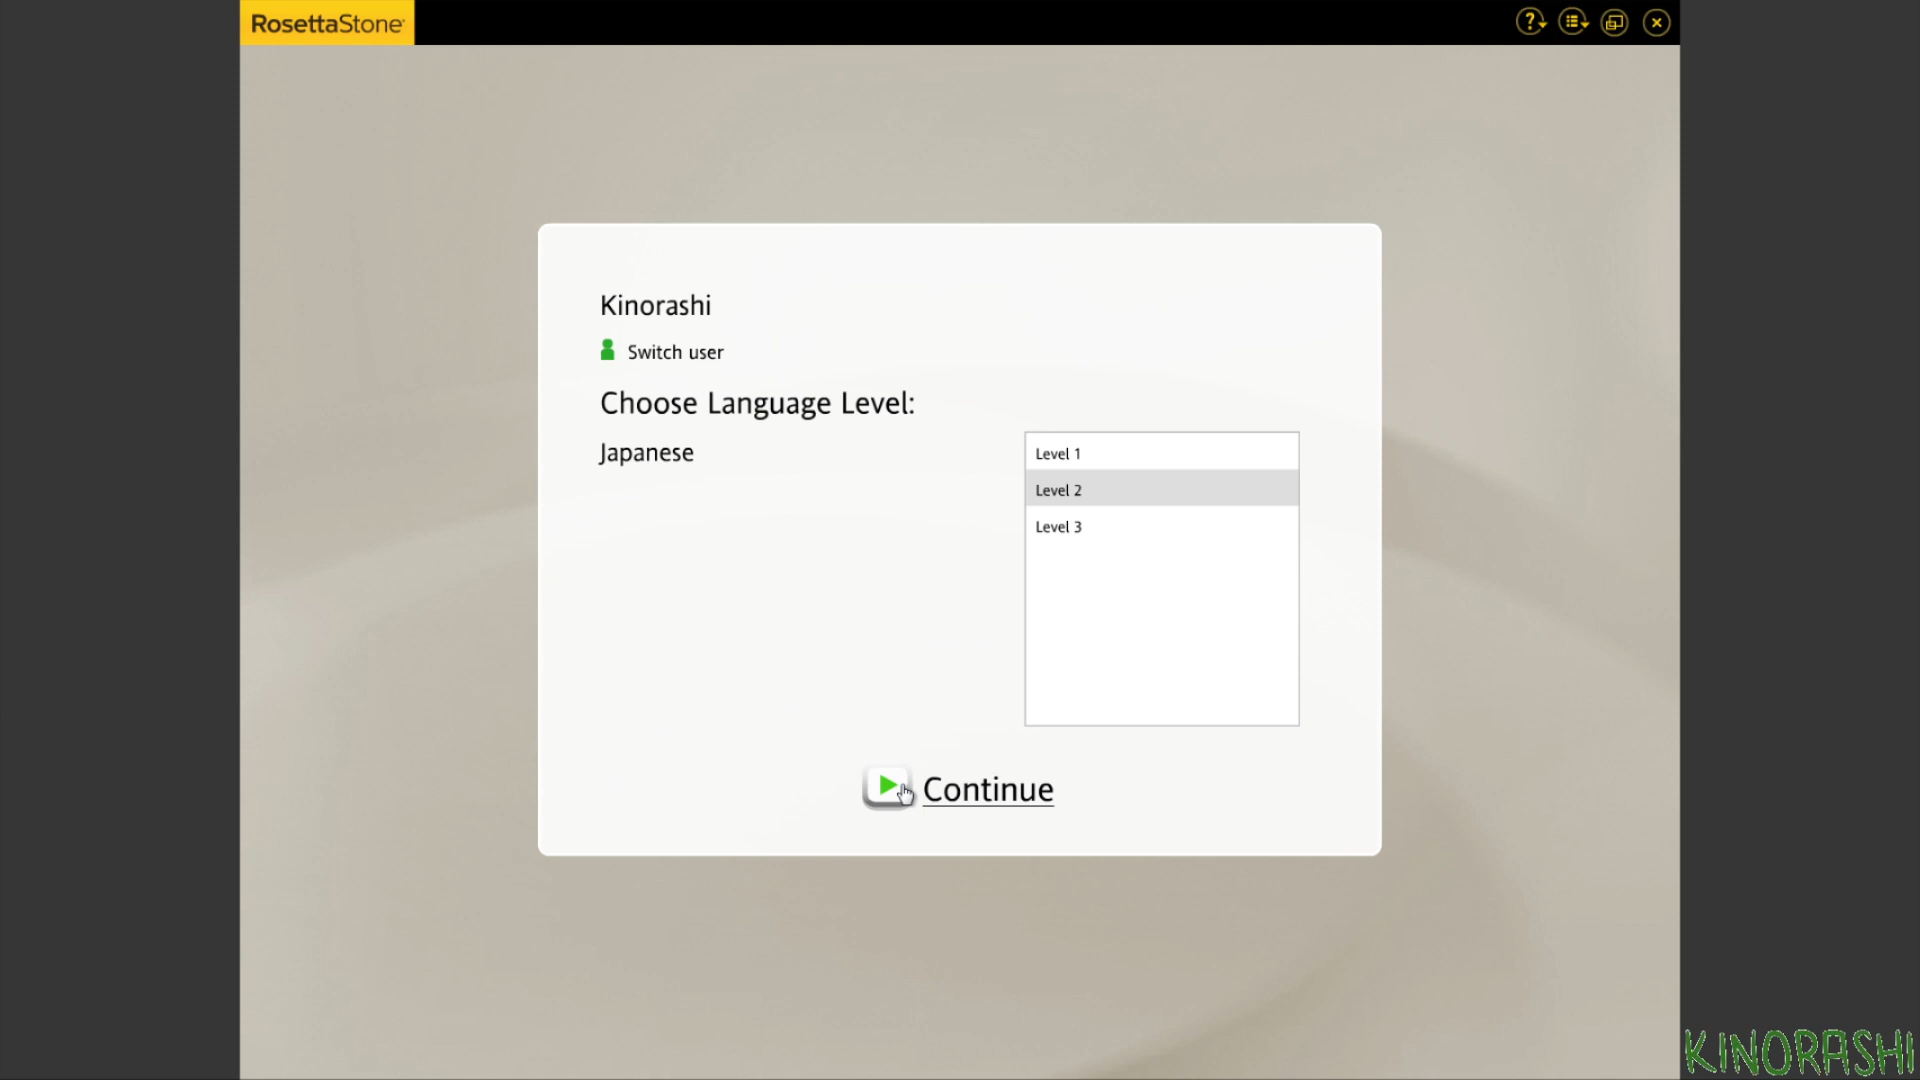 RosettaStone
Kinorashi
Switch user
Choose Language Level:
Japanese
Level 1
Level 2
Level 3
Continue
KINORASHI